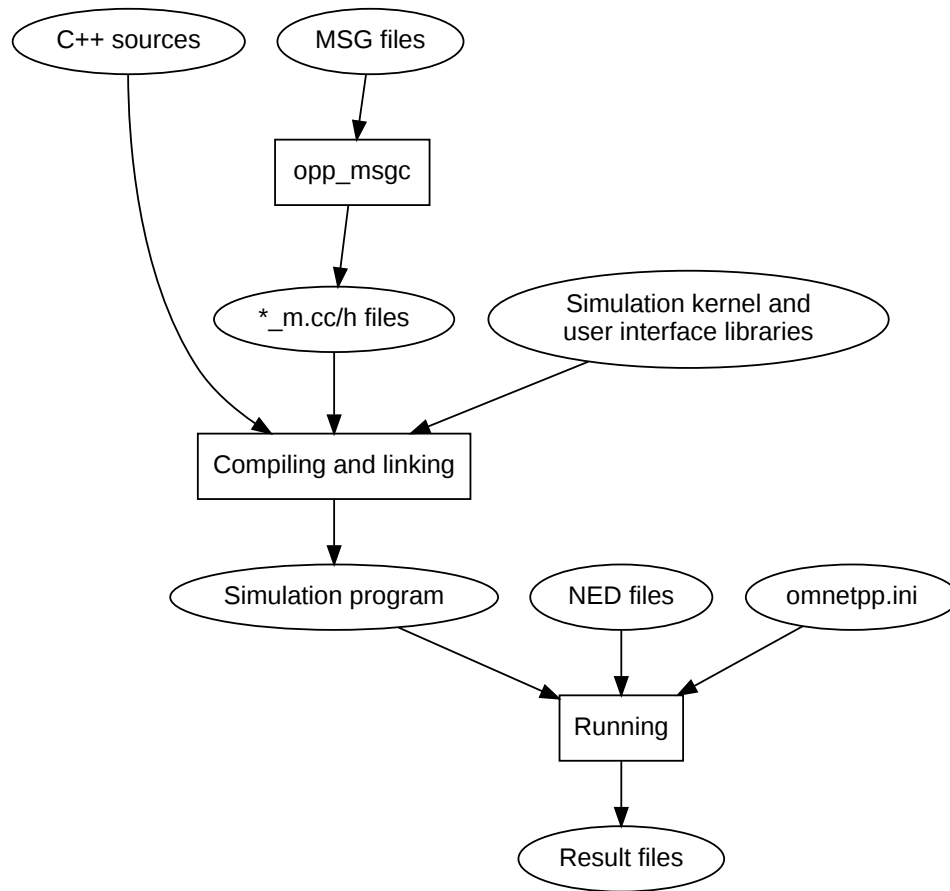 C++ sources
MSG files
opp_msgc
*_m.cc/h files
Simulation kernel and
user interface libraries
Compiling and linking
Simulation program
NED files
omnetpp.ini
Running
Result files